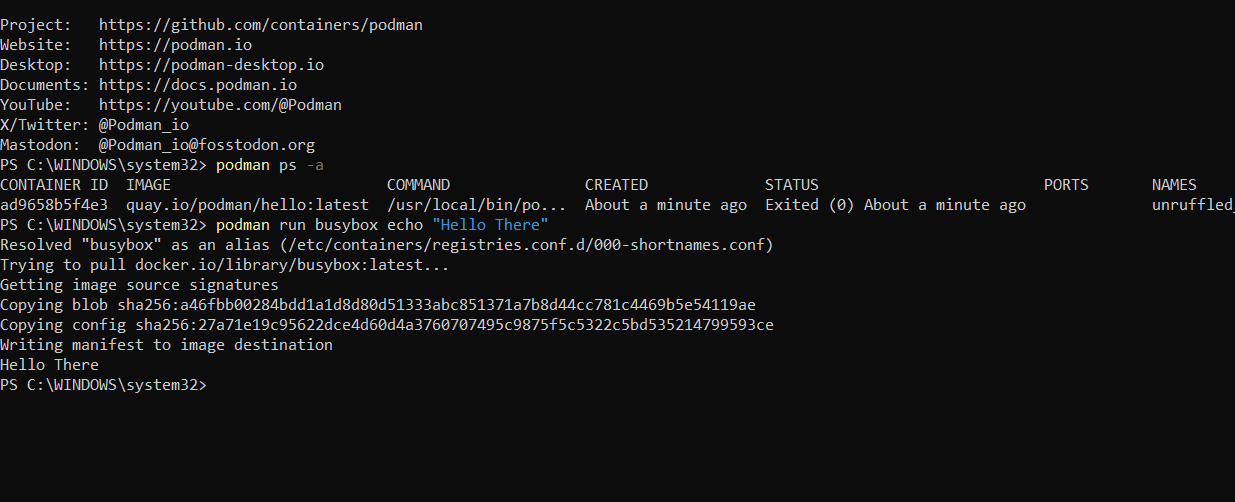 Project:   https://github.com/containers/podman
Website:   https://podman.io
Desktop:   https://podman-desktop.io
Documents: https://docs.podman.io
YouTube:   https://youtube.com/@Podman
X/Twitter: @Podman_io
Mastodon:  @Podman_io@fosstodon.org
PS C:\WINDOWS\system32> podman ps -a
CONTAINER ID  IMAGE                        COMMAND               CREATED             STATUS                         PORTS       NAMES
ad9658b5f4e3  quay.io/podman/hello:latest  /usr/local/bin/po...  About a minute ago  Exited (0) About a minute ago              unruffled_
PS C:\WINDOWS\system32> podman run busybox echo "Hello There"
Resolved "busybox" as an alias (/etc/containers/registries.conf.d/000-shortnames.conf)
Trying to pull docker.io/library/busybox:latest...
Getting image source signatures
Copying blob sha256:a46fbb00284bdd1a1d8d80d51333abc851371a7b8d44cc781c4469b5e54119ae
Copying config sha256:27a71e19c95622dce4d60d4a3760707495c9875f5c5322c5bd535214799593ce
Writing manifest to image destination
Hello There
PS C:\WINDOWS\system32>